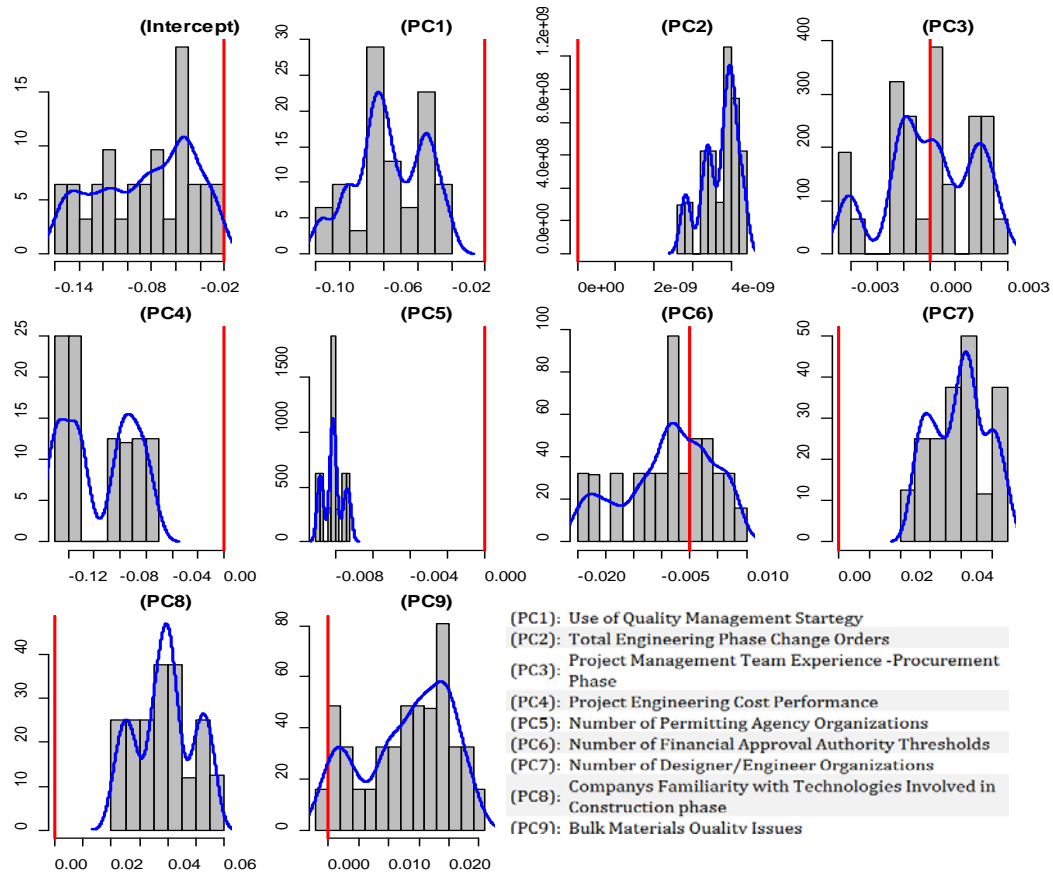 (Intercept)
0 5 10 15
-0.14 -0.08 -0.02
(PC1)
0 5 10 15 20 25 30
-0.10 -0.06 -0.02
(PC2)
0.0e+00 4.0e+08 8.0e+08 1.2e+09
0e+00 2e-09 4e-09
(PC3)
0 100 200 300 400
-0.003 0.000 0.003
(PC4)
0 5 10 15 20 25
-0.12 -0.08 -0.04 0.00
(PC5)
0 500 1000 1500
-0.008 -0.004 0.000
(PC6)
0 20 40 60 80 100
-0.020 -0.005 0.010
(PC7)
0 10 20 30 40 50
0.00 0.02 0.04
(PC8)
0 10 20 30 40
0.00 0.02 0.04 0.06
(PC9)
0 20 40 60 80
0.000 0.010 0.020
(PC1): Use of Quality Management Startegy
(PC2): Total Engineering Phase Change Orders
(PC3): Project Management Team Experience -Procurement
Phase
(PC4): Project Engineering Cost Performance
(PC5): Number of Permitting Agency Organizations
(PC6): Number of Financial Approval Authority Thresholds
(PC7): Number of Designer/Engineer Organizations
(PC8): Companys Familiarity with Technologies Involved in
Construction phase
(PC9): Bulk Materials Quality Issues